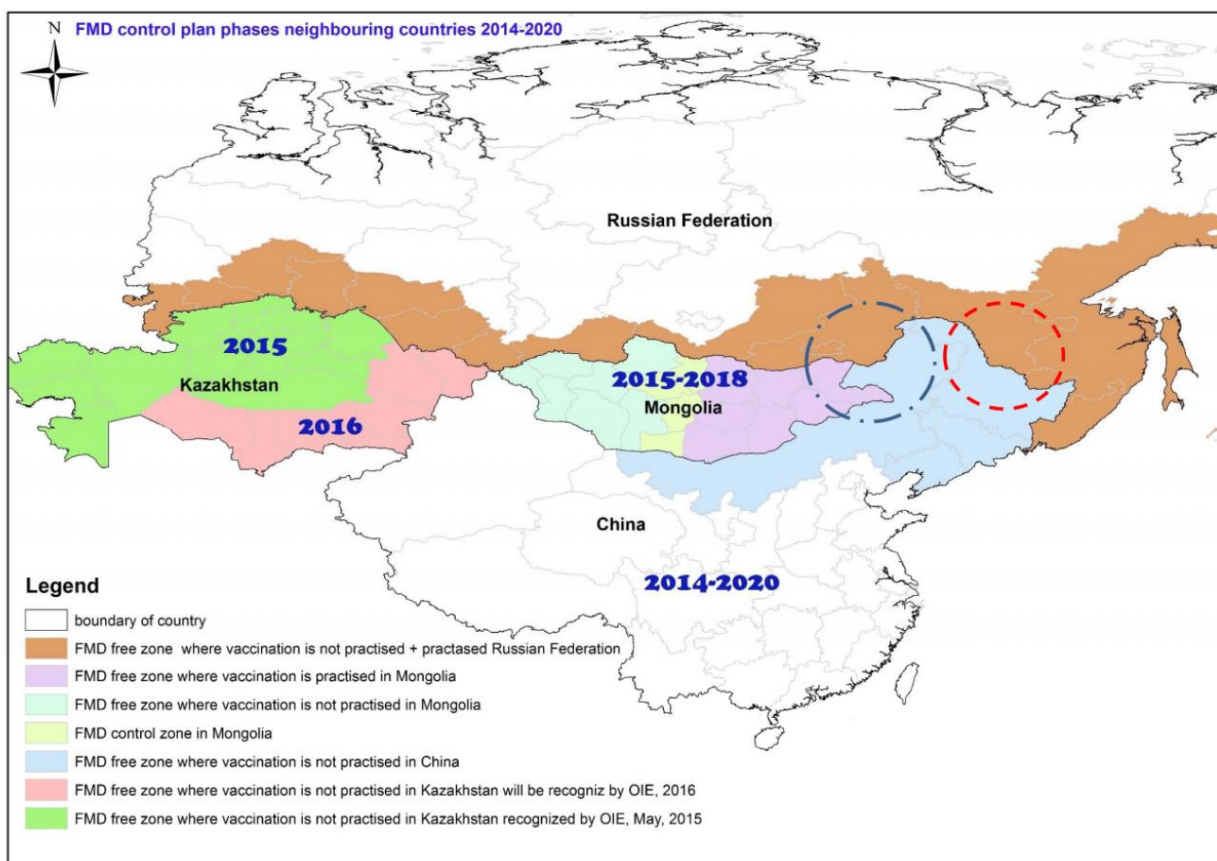 FMD control plan phases neighbouring countries 2014-2020
N
Russian Federation
2015
Kazakhstan
2016
2015-2018
Mongolia
China
2014-2020
Legend
boundary of country
FMD free zone where vaccination is not practised + practased Russian Federation
FMD free zone where vaccination is practised in Mongolia
FMD free zone where vaccination is not practised in Mongolia
FMD control zone in Mongolia
FMD free zone where vaccination is not practised in China
FMD free zone where vaccination is not practised in Kazakhstan will be recogniz by OIE, 2016
FMD free zone where vaccination is not practised in Kazakhstan recognized by OIE, May, 2015